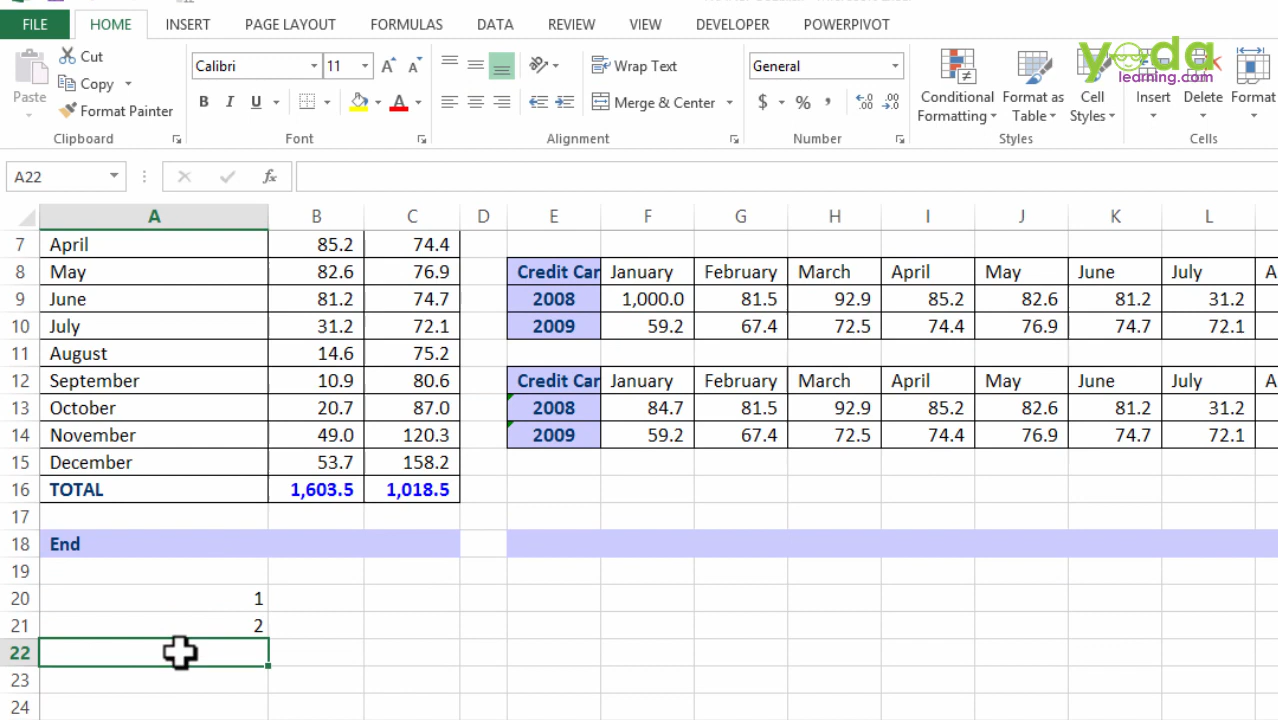 FILE HOME INSERT PAGE LAYOUT FORMULAS DATA REVIEW VIEW DEVELOPER POWERPIVOT
yoda
learning.com
Paste
Cut
Copy
Format Painter
Clipboard
Calibri 11
B I U A
Font
Wrap Text
Merge & Center
Alignment
General
$ % ,
Number
Conditional Formatting
Format as Table
Cell Styles
Styles
Insert Delete Format
Cells
A22 fx
A B C D E F G H I J K L
7 April 85.2 74.4
8 May 82.6 76.9 Credit Car January February March April May June July A
9 June 81.2 74.7 2008 1,000.0 81.5 92.9 85.2 82.6 81.2 31.2
10 July 31.2 72.1 2009 59.2 67.4 72.5 74.4 76.9 74.7 72.1
11 August 14.6 75.2
12 September 10.9 80.6 Credit Car January February March April May June July A
13 October 20.7 87.0 2008 84.7 81.5 92.9 85.2 82.6 81.2 31.2
14 November 49.0 120.3 2009 59.2 67.4 72.5 74.4 76.9 74.7 72.1
15 December 53.7 158.2
16 TOTAL 1,603.5 1,018.5
17
18 End
19
20 1
21 2
22
23
24